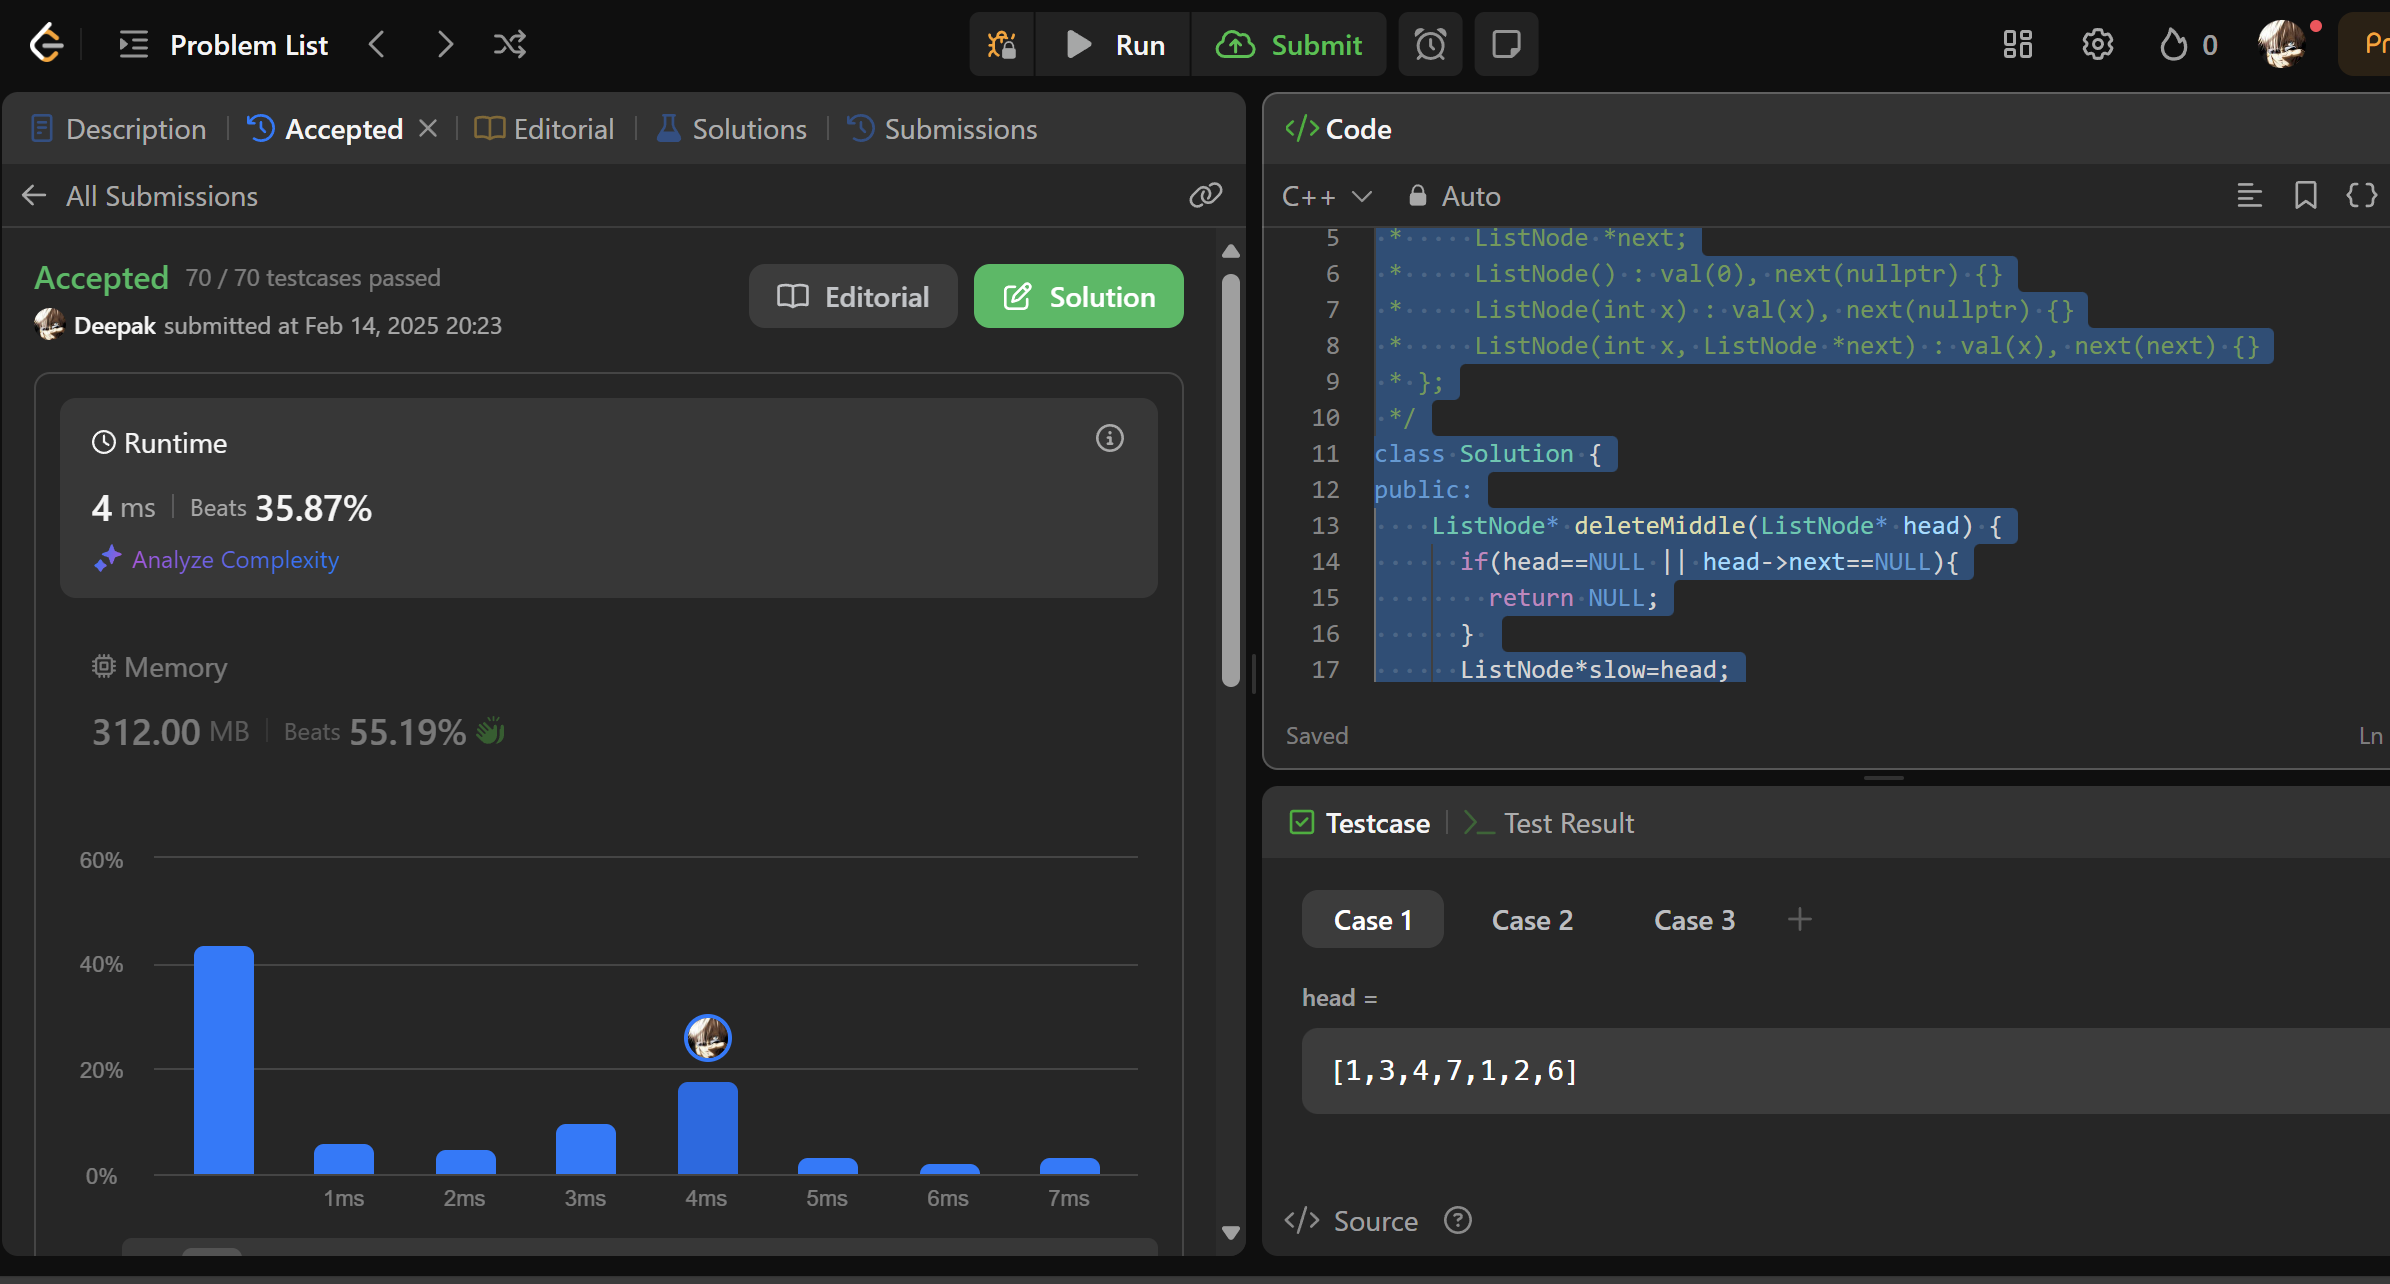 Problem List
Run
Submit
0
Pr
Description
Accepted
Editorial
Solutions
Submissions
All Submissions
Accepted 70 / 70 testcases passed
Deepak submitted at Feb 14, 2025 20:23
Editorial
Solution
Runtime
4 ms Beats 35.87%
Analyze Complexity
Memory
312.00 MB Beats 55.19%
60%
40%
20%
0%
1ms 2ms 3ms 4ms 5ms 6ms 7ms
</> Code
C++ Auto
5 * ListNode *next;
6 * ListNode() : val(0), next(nullptr) {}
7 * ListNode(int x) : val(x), next(nullptr) {}
8 * ListNode(int x, ListNode *next) : val(x), next(next) {}
9 * };
10 */
11 class Solution {
12 public:
13 ListNode* deleteMiddle(ListNode* head) {
14 if(head==NULL || head->next==NULL){
15 return NULL;
16 }
17 ListNode*slow=head;
Saved
Ln
Testcase
Test Result
Case 1 Case 2 Case 3 +
head =
[1,3,4,7,1,2,6]
</> Source ?